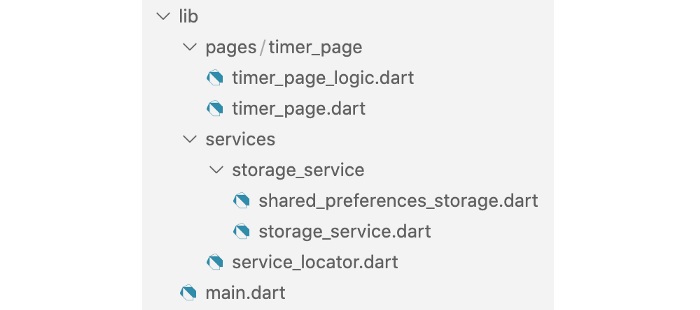 lib
pages/timer_page
timer_page_logic.dart
timer_page.dart
services
storage_service
shared_preferences_storage.dart
storage_service.dart
service_locator.dart
main.dart